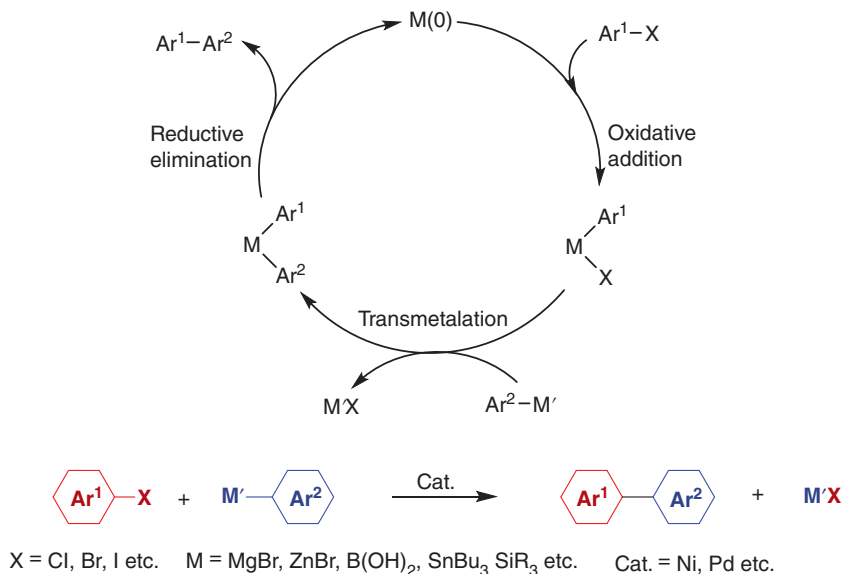 M(0)
Ar¹–Ar²
Ar¹–X
Reductive
elimination
Oxidative
addition
Ar¹
M
Ar²
Ar¹
M
X
Transmetalation
M′X
Ar²–M′
Ar¹–X + M′–Ar² Cat. Ar¹–Ar² + M′X
X = Cl, Br, I etc. M = MgBr, ZnBr, B(OH)₂, SnBu₃ SiR₃ etc. Cat. = Ni, Pd etc.